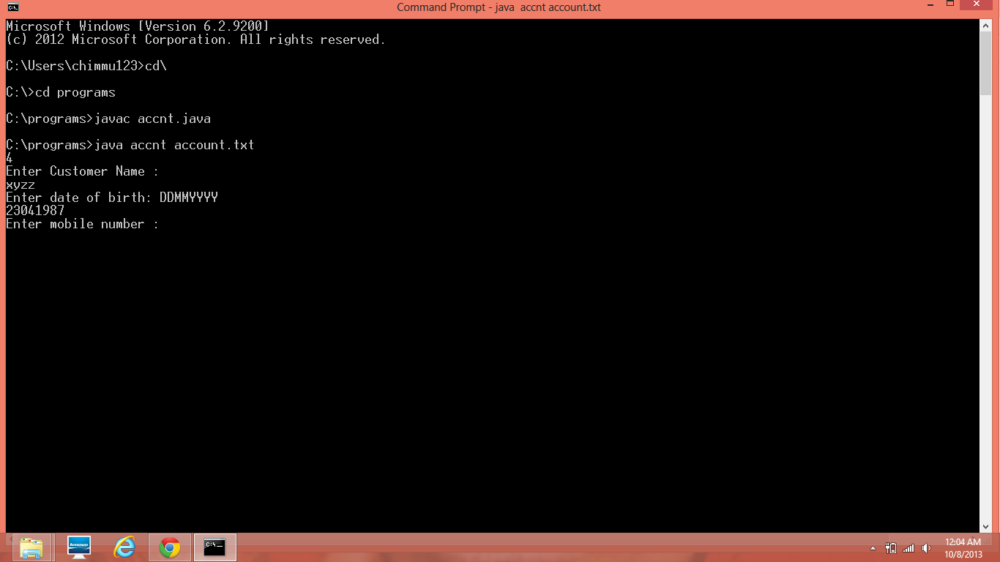 Command Prompt - java  accnt account.txt
Microsoft Windows [Version 6.2.9200]
(c) 2012 Microsoft Corporation. All rights reserved.
C:\Users\chimmu123>cd\
C:\>cd programs
C:\programs>javac accnt.java
C:\programs>java accnt account.txt
4
Enter Customer Name :
xyzz
Enter date of birth: DDMMYYYY
23041987
Enter mobile number :
lenovo
C:\
12:04 AM
10/8/2013